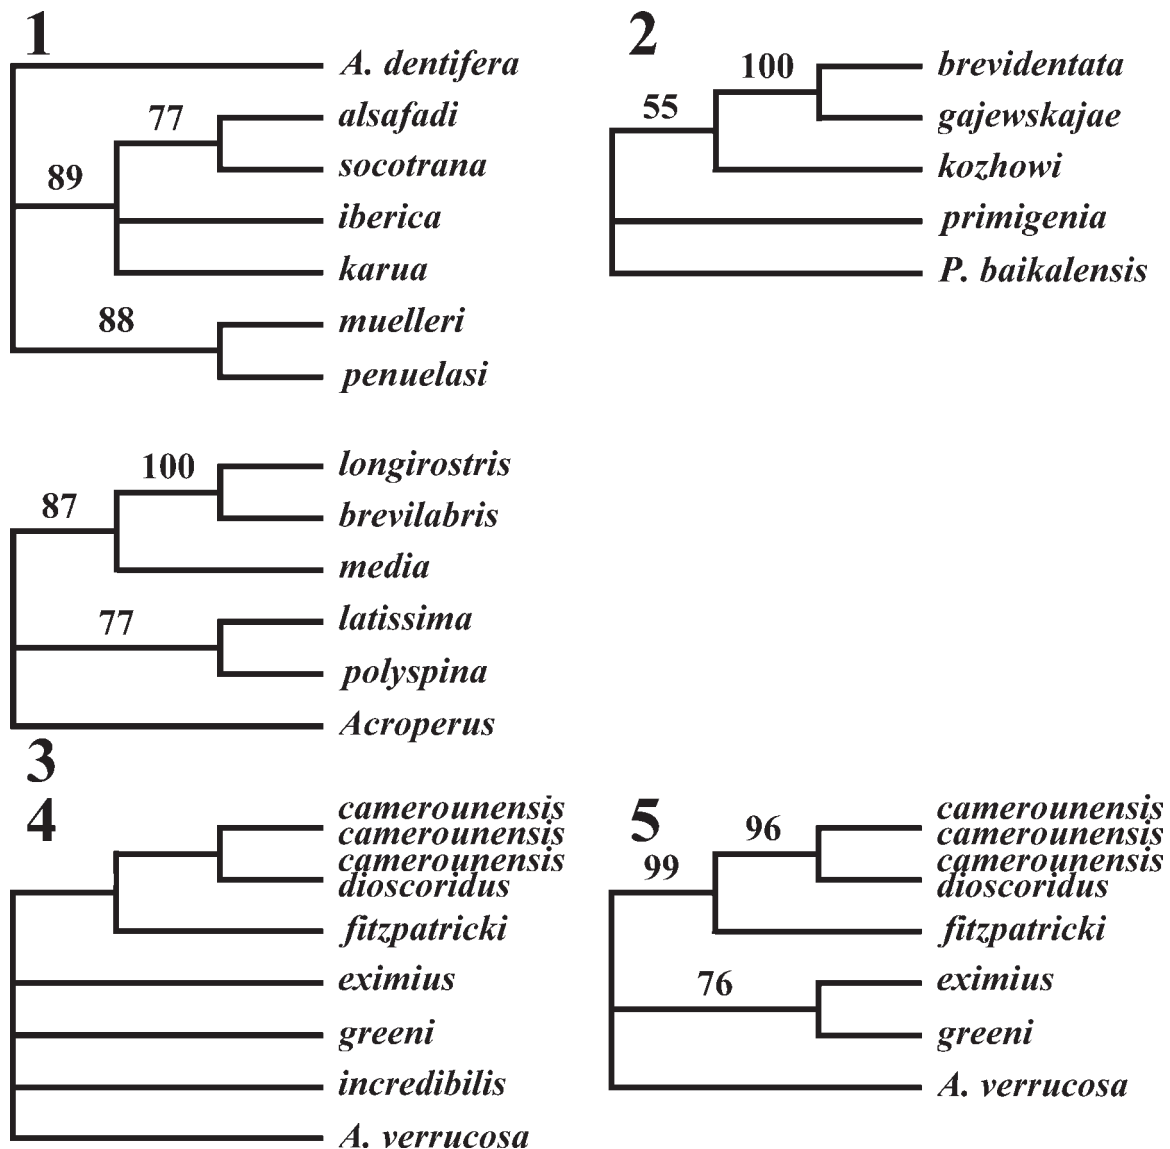 1
A. dentifera
77
alsafadi
socotrana
89
iberica
karua
88
muelleri
penuelasi
2
100
brevidentata
55
gajewskajae
kozhowi
primigenia
P. baikalensis
100
longirostris
87
brevilabris
media
77
latissima
polyspina
Acroperus
3
4
camerounensis
camerounensis
camerounensis
dioscoridus
fitzpatricki
eximius
greeni
incredibilis
A. verrucosa
5
96
camerounensis
camerounensis
99
camerounensis
dioscoridus
fitzpatricki
76
eximius
greeni
A. verrucosa